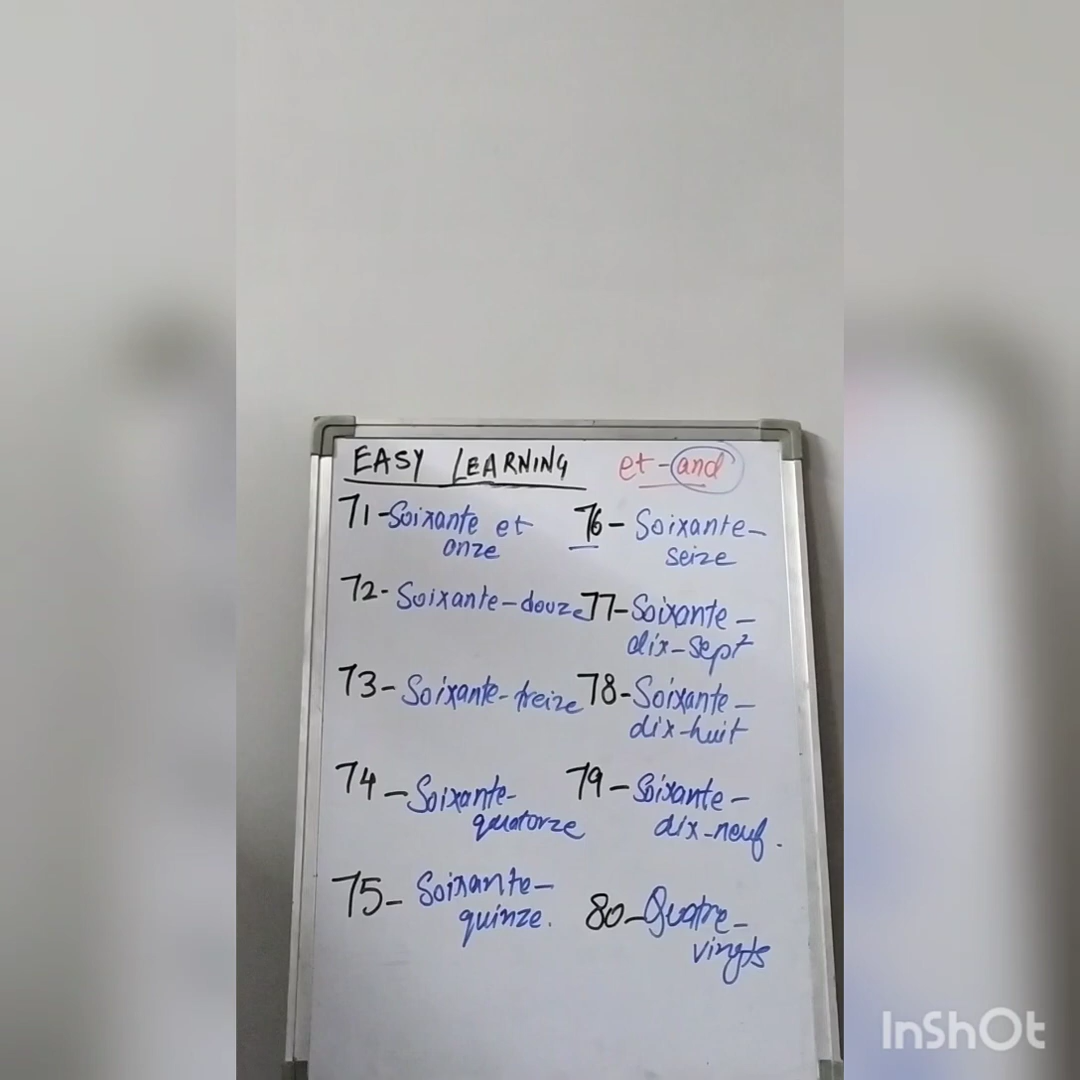 EASY LEARNING et-and
71-Soixante et
onze
72-Soixante-douze
73-Soixante-treize
74-Soixante-
quatorze
75-Soixante-
quinze.
76-Soixante-
seize
77-Soixante-
dix-sept
78-Soixante-
dix-huit
79-Soixante-
dix-neuf.
80-Quatre-
vingts
InShOt